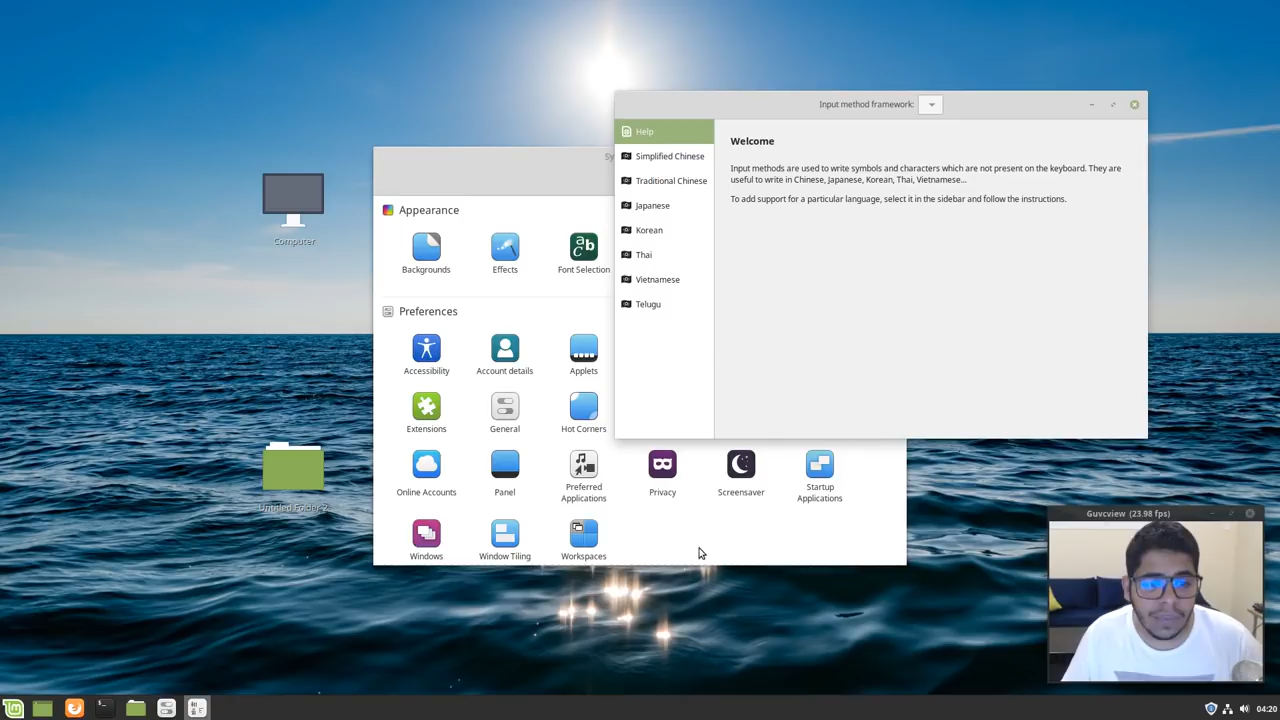 Input method framework:
Help
Simplified Chinese
Traditional Chinese
Japanese
Korean
Thai
Vietnamese
Telugu
Welcome
Input methods are used to write symbols and characters which are not present on the keyboard. They are
useful to write in Chinese, Japanese, Korean, Thai, Vietnamese...
To add support for a particular language, select it in the sidebar and follow the instructions.
Sy
Appearance
Backgrounds
Effects
Font Selection
Preferences
Accessibility
Account details
Applets
Extensions
General
Hot Corners
Online Accounts
Panel
Preferred
Applications
Privacy
Screensaver
Startup
Applications
Windows
Window Tiling
Workspaces
Computer
Untitled Folder 2
Guvcview (23.98 fps)
04:20